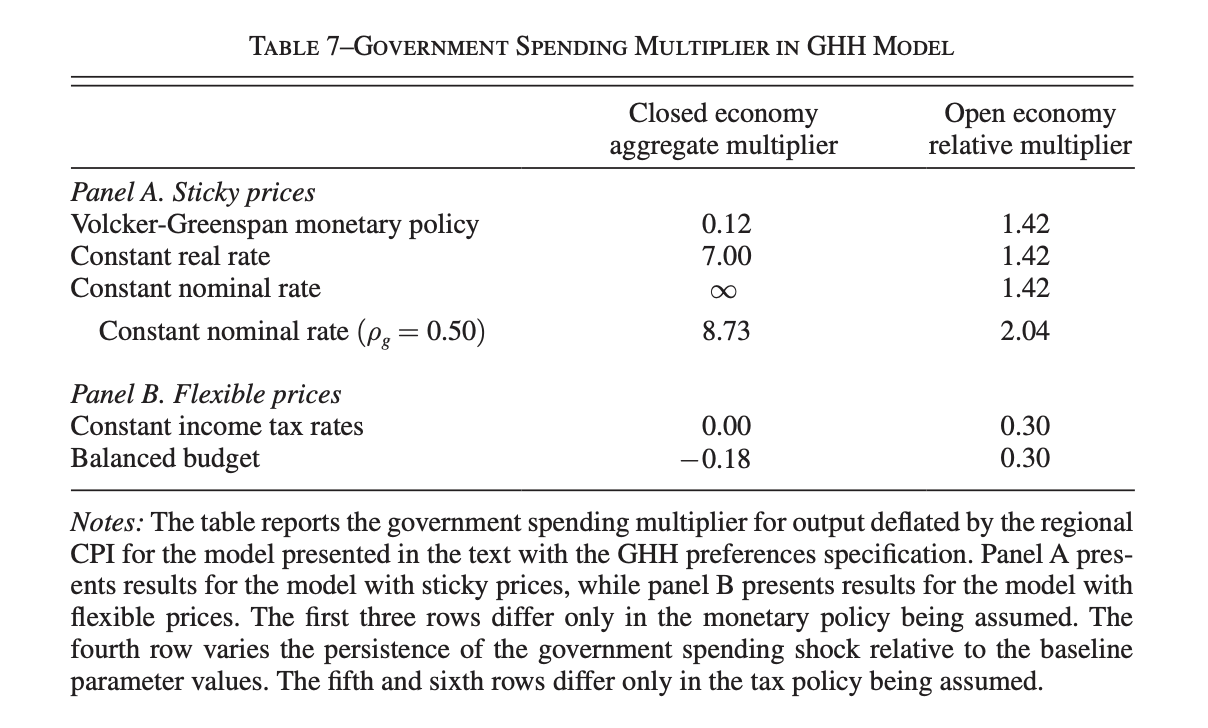 TABLE 7–GOVERNMENT SPENDING MULTIPLIER IN GHH MODEL
Closed economy aggregate multiplier
Open economy relative multiplier
Panel A. Sticky prices
Volcker-Greenspan monetary policy 0.12 1.42
Constant real rate 7.00 1.42
Constant nominal rate ∞ 1.42
Constant nominal rate (ρg = 0.50) 8.73 2.04
Panel B. Flexible prices
Constant income tax rates 0.00 0.30
Balanced budget −0.18 0.30
Notes: The table reports the government spending multiplier for output deflated by the regional
CPI for the model presented in the text with the GHH preferences specification. Panel A pres-
ents results for the model with sticky prices, while panel B presents results for the model with
flexible prices. The first three rows differ only in the monetary policy being assumed. The
fourth row varies the persistence of the government spending shock relative to the baseline
parameter values. The fifth and sixth rows differ only in the tax policy being assumed.